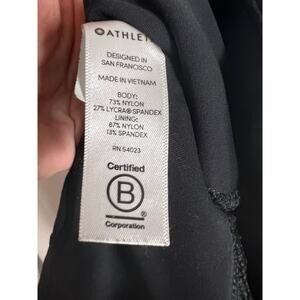 ATHLET
DESIGNED IN
SAN FRANCISCO
MADE IN VIETNAM
BODY:
73% NYLON
27% LYCRA® SPANDEX
LINING:
87% NYLON
13% SPANDEX
RN 54023
Certified
B
®
Corporation